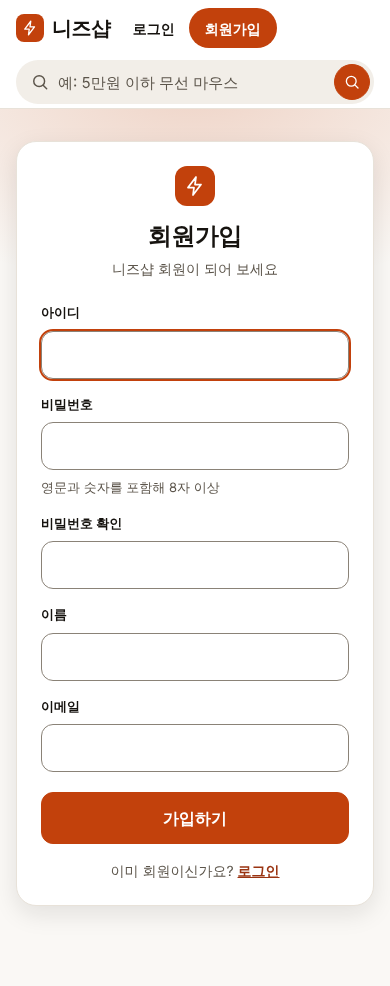 니즈샵 로그인 회원가입
예: 5만원 이하 무선 마우스
회원가입
니즈샵 회원이 되어 보세요
아이디
비밀번호
영문과 숫자를 포함해 8자 이상
비밀번호 확인
이름
이메일
가입하기
이미 회원이신가요? 로그인